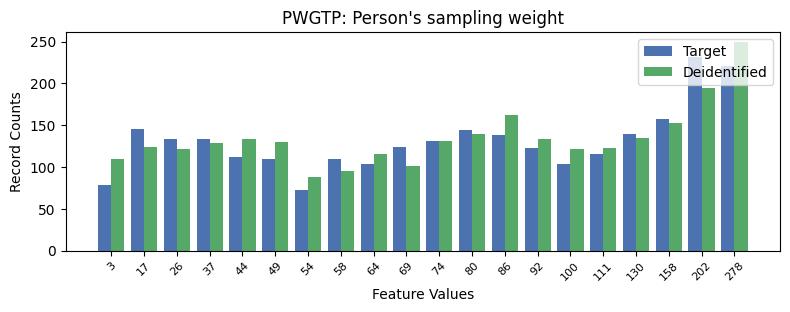 PWGTP: Person's sampling weight
Target
Deidentified
Record Counts
250
200
150
100
50
0
3 17 26 37 44 49 54 58 64 69 74 80 86 92 100 111 130 158 202 278
Feature Values